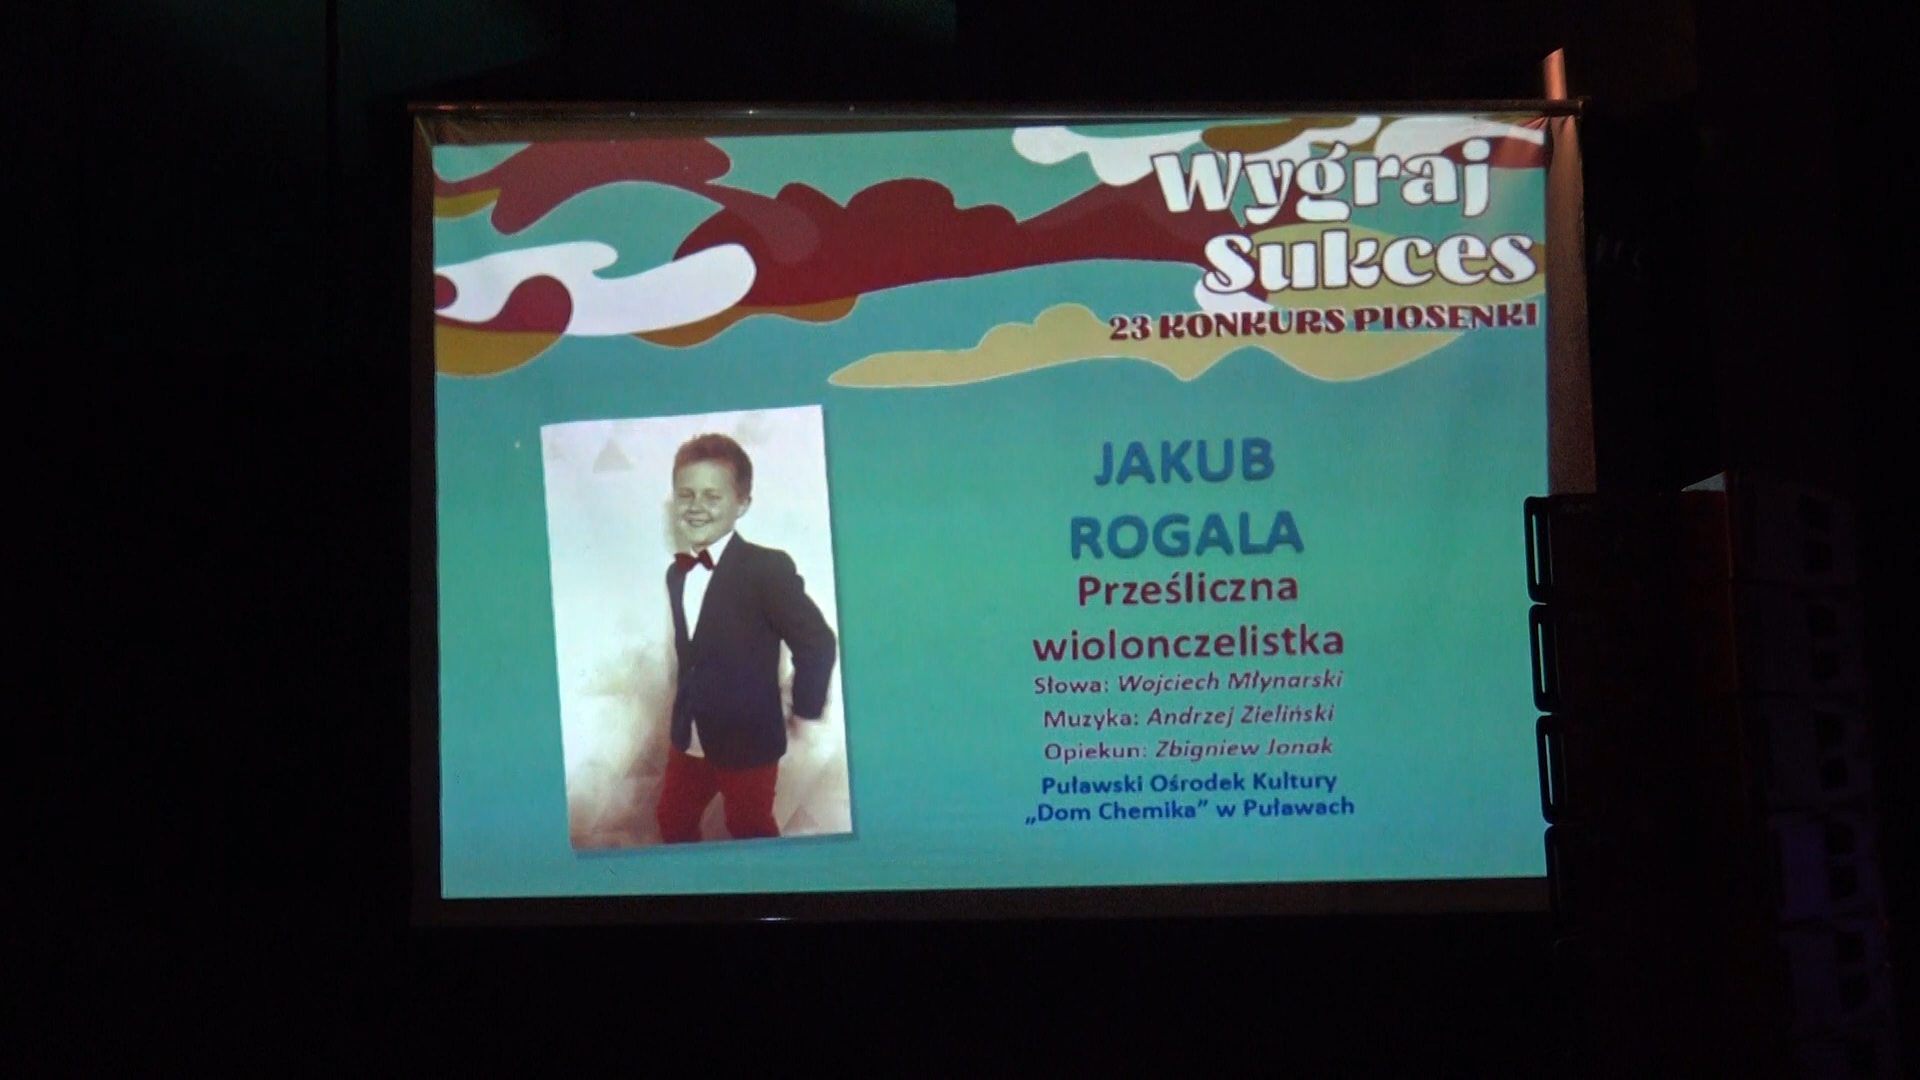 Wygraj
Sukces
23 KONKURS PIOSENKI
JAKUB
ROGALA
Prześliczna
wiolonczelistka
Słowa: Wojciech Młynarski
Muzyka: Andrzej Zieliński
Opiekun: Zbigniew Jonak
Puławski Ośrodek Kultury
„Dom Chemika” w Puławach